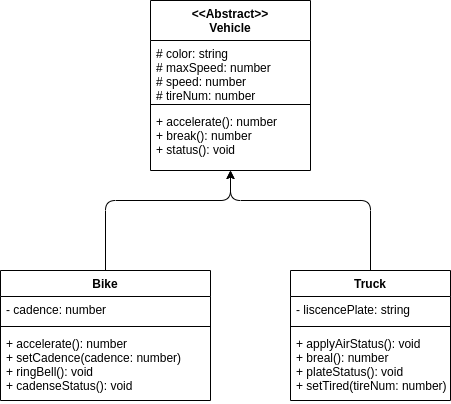 <<Abstract>>
Vehicle
# color: string
# maxSpeed: number
# speed: number
# tireNum: number
+ accelerate(): number
+ break(): number
+ status(): void
Bike
- cadence: number
+ accelerate(): number
+ setCadence(cadence: number)
+ ringBell(): void
+ cadenseStatus(): void
Truck
- liscencePlate: string
+ applyAirStatus(): void
+ breal(): number
+ plateStatus(): void
+ setTired(tireNum: number)